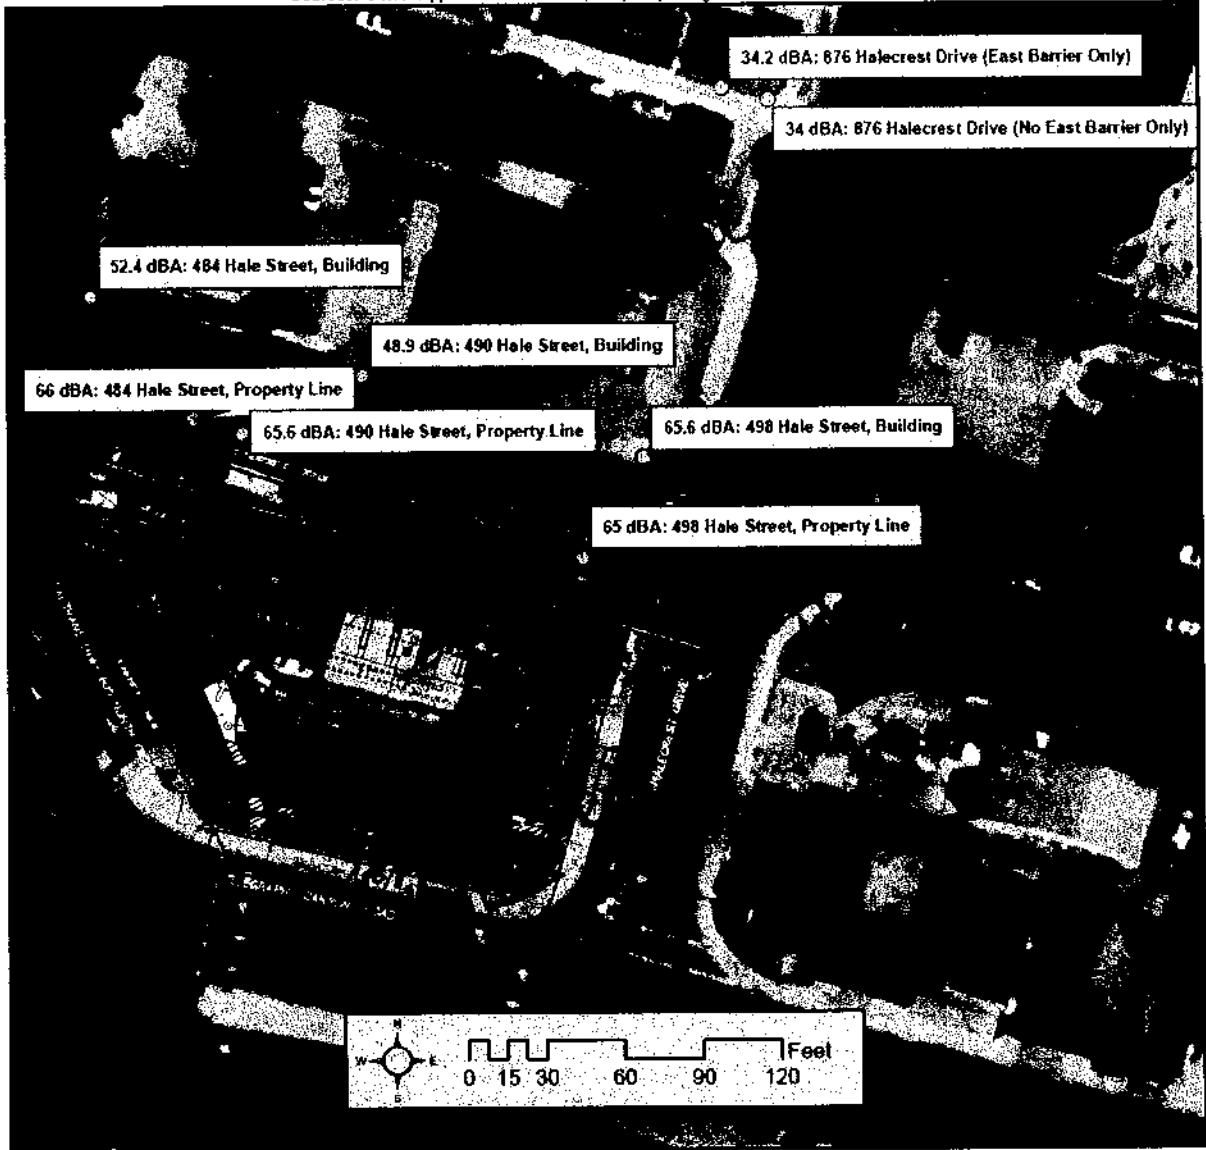 34.2 dBA: 876 Halecrest Drive (East Barrier Only)
34 dBA: 876 Halecrest Drive (No East Barrier Only)
52.4 dBA: 484 Hale Street, Building
48.9 dBA: 490 Hale Street, Building
66 dBA: 484 Hale Street, Property Line
65.6 dBA: 490 Hale Street, Property Line
65.6 dBA: 498 Hale Street, Building
65 dBA: 498 Hale Street, Property Line
HALECREST DRIVE
N
W E
S
Feet
0 15 30 60 90 120